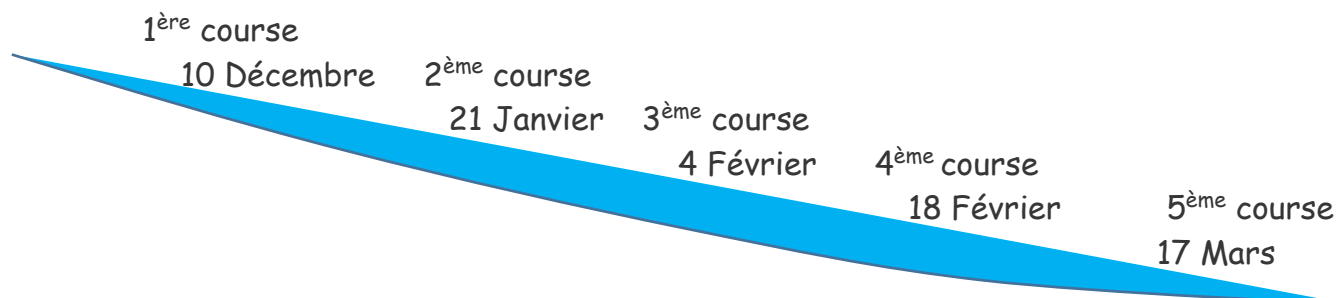 1ère course
10 Décembre
2ème course
21 Janvier
3ème course
4 Février
4ème course
18 Février
5ème course
17 Mars